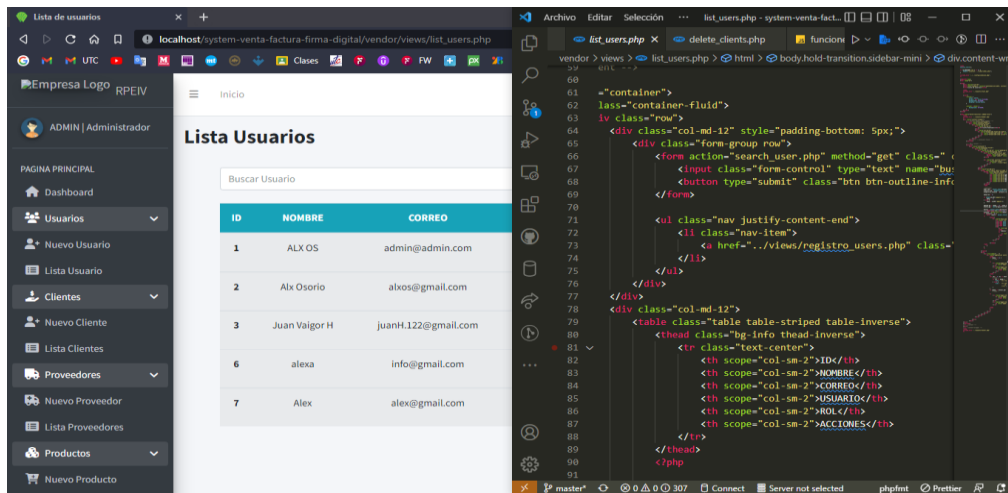 Lista de usuarios
localhost/system-venta-factura-firma-digital/vendor/views/list_users.php
UTC
Clases
FW
Empresa Logo
RPEIV
ADMIN | Administrador
PAGINA PRINCIPAL
Dashboard
Usuarios
Nuevo Usuario
Lista Usuario
Clientes
Nuevo Cliente
Lista Clientes
Proveedores
Nuevo Proveedor
Lista Proveedores
Productos
Nuevo Producto
Inicio
Lista Usuarios
Buscar Usuario
ID NOMBRE CORREO
1 ALX OS admin@admin.com
2 Alx Osorio alxos@gmail.com
3 Juan Vaigor H juanH.122@gmail.com
6 alexa info@gmail.com
7 Alex alex@gmail.com
Archivo Editar Selección ··· list_users.php - system-venta-fact...
list_users.php delete_clients.php funcion
vendor > views > list_users.php > html > body.hold-transition.sidebar-mini > div.content-wr
59 ent -->
60
61 ="container">
62 lass="container-fluid">
63 iv class="row">
64 <div class="col-md-12" style="padding-bottom: 5px;">
65 <div class="form-group row">
66 <form action="search_user.php" method="get" class="
67 <input class="form-control" type="text" name="bus
68 <button type="submit" class="btn btn-outline-info
69 </form>
70
71 <ul class="nav justify-content-end">
72 <li class="nav-item">
73 <a href="../views/registro_users.php" class="
74 </li>
75 </ul>
76 </div>
77 </div>
78 <div class="col-md-12">
79 <table class="table table-striped table-inverse">
80 <thead class="bg-info thead-inverse">
81 <tr class="text-center">
82 <th scope="col-sm-2">ID</th>
83 <th scope="col-sm-2">NOMBRE</th>
84 <th scope="col-sm-2">CORREO</th>
85 <th scope="col-sm-2">USUARIO</th>
86 <th scope="col-sm-2">ROL</th>
87 <th scope="col-sm-2">ACCIONES</th>
88 </tr>
89 </thead>
90 <?php
91
master* 0 0 307 Connect Server not selected phpfmt Prettier